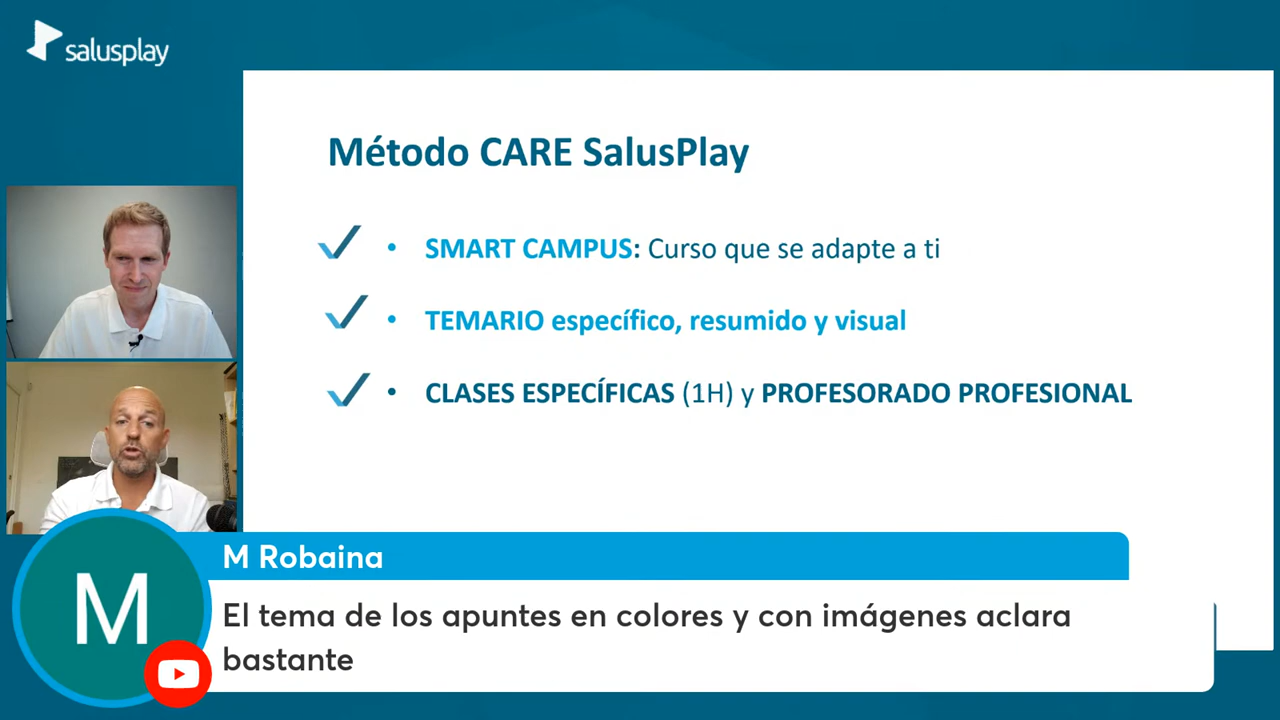 salusplay
Método CARE SalusPlay
• SMART CAMPUS: Curso que se adapte a ti
• TEMARIO específico, resumido y visual
• CLASES ESPECÍFICAS (1H) y PROFESORADO PROFESIONAL
M Robaina
M
El tema de los apuntes en colores y con imágenes aclara
bastante